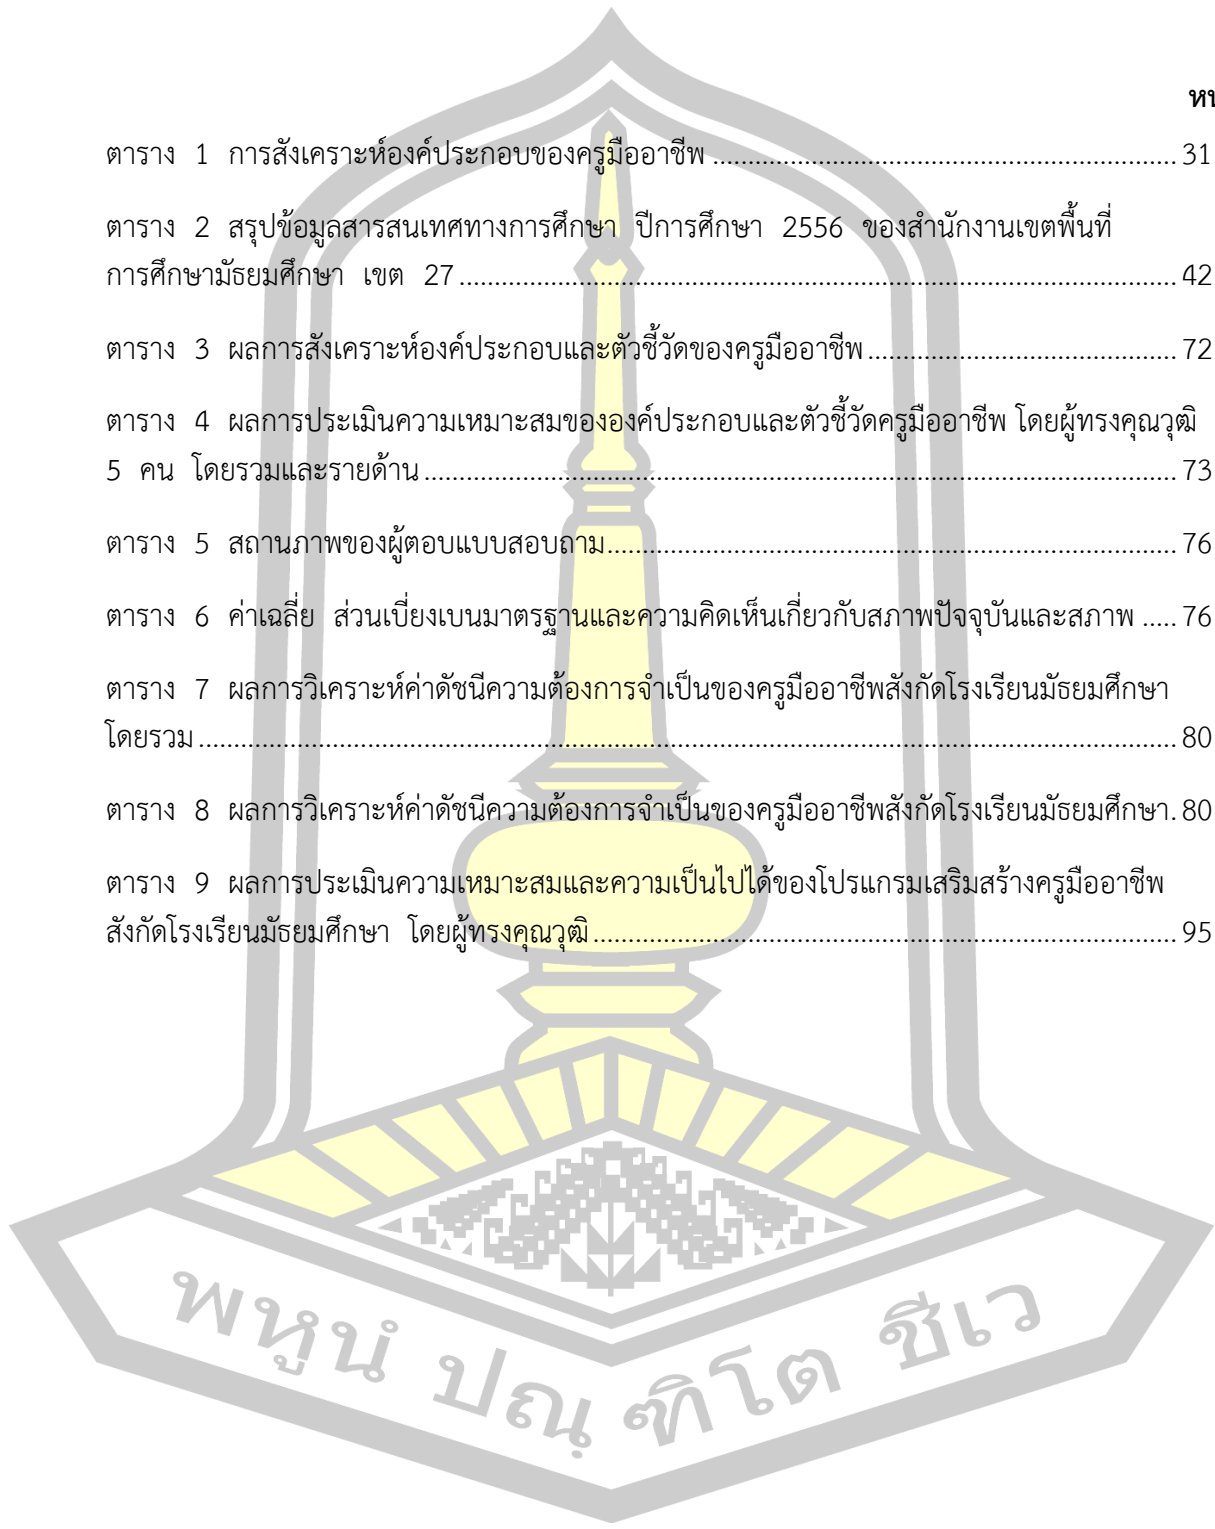 ตาราง 1 การสังเคราะห์องค์ประกอบของครูมืออาชีพ ........................................................ 31
ตาราง 2 สรุปข้อมูลสารสนเทศทางการศึกษา ปีการศึกษา 2556 ของสำนักงานเขตพื้นที่
การศึกษามัธยมศึกษา เขต 27 ........................................................ 42
ตาราง 3 ผลการสังเคราะห์องค์ประกอบและตัวชี้วัดของครูมืออาชีพ ........................................ 72
ตาราง 4 ผลการประเมินความเหมาะสมขององค์ประกอบและตัวชี้วัดครูมืออาชีพ โดยผู้ทรงคุณวุฒิ
5 คน โดยรวมและรายด้าน ........................................................ 73
ตาราง 5 สถานภาพของผู้ตอบแบบสอบถาม ........................................................ 76
ตาราง 6 ค่าเฉลี่ย ส่วนเบี่ยงเบนมาตรฐานและความคิดเห็นเกี่ยวกับสภาพปัจจุบันและสภาพ ..... 76
ตาราง 7 ผลการวิเคราะห์ค่าดัชนีความต้องการจำเป็นของครูมืออาชีพสังกัดโรงเรียนมัธยมศึกษา
โดยรวม ........................................................ 80
ตาราง 8 ผลการวิเคราะห์ค่าดัชนีความต้องการจำเป็นของครูมืออาชีพสังกัดโรงเรียนมัธยมศึกษา. 80
ตาราง 9 ผลการประเมินความเหมาะสมและความเป็นไปได้ของโปรแกรมเสริมสร้างครูมืออาชีพ
สังกัดโรงเรียนมัธยมศึกษา โดยผู้ทรงคุณวุฒิ ........................................................ 95
พหูนํ ปณฺฑิโต ชีเว